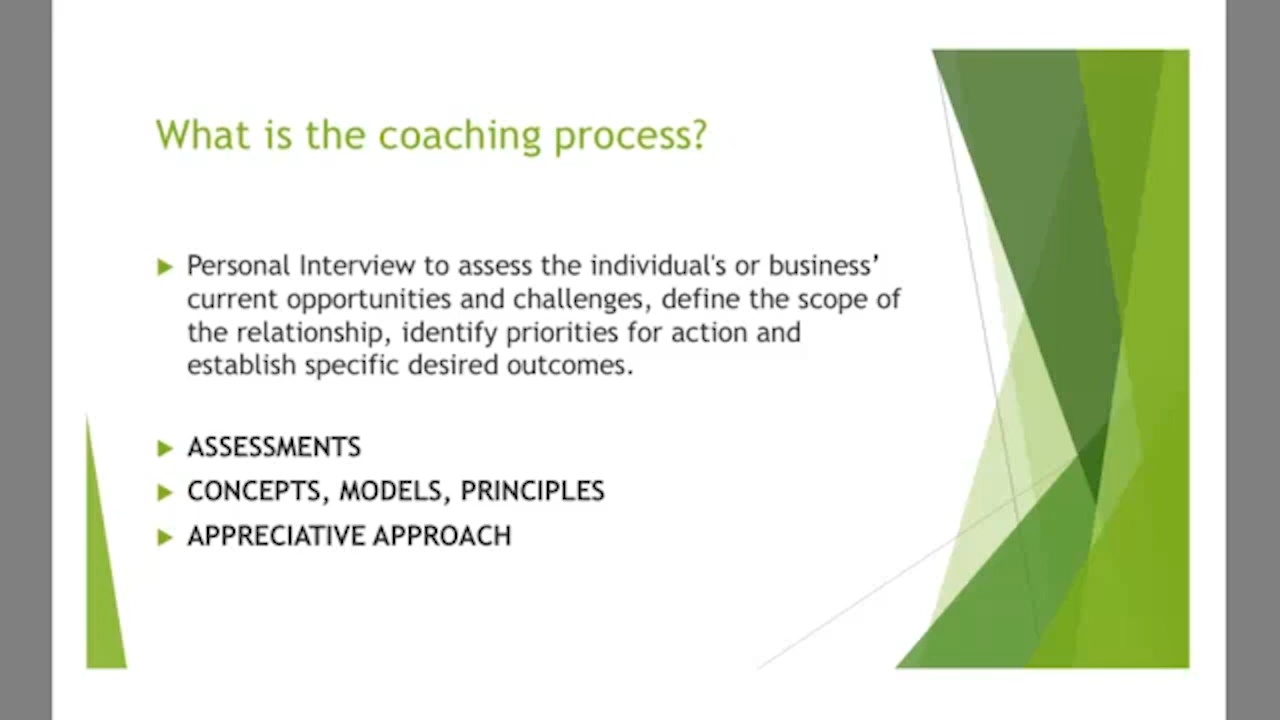 What is the coaching process?
Personal Interview to assess the individual's or business’
current opportunities and challenges, define the scope of
the relationship, identify priorities for action and
establish specific desired outcomes.
ASSESSMENTS
CONCEPTS, MODELS, PRINCIPLES
APPRECIATIVE APPROACH